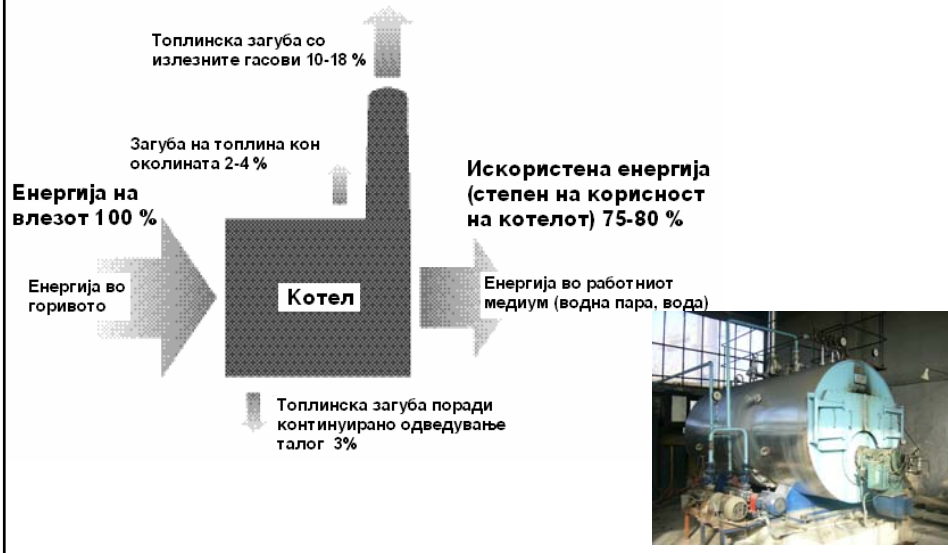 Топлинска загуба со
излезните гасови 10-18 %
Загуба на топлина кон
околината 2-4 %
Енергија на
влезот 100 %
Искористена енергија
(степен на корисност
на котелот) 75-80 %
Енергија во
горивото
Котел
Енергија во работниот
медиум (водна пара, вода)
Топлинска загуба поради
континуирано одведување
талог 3%